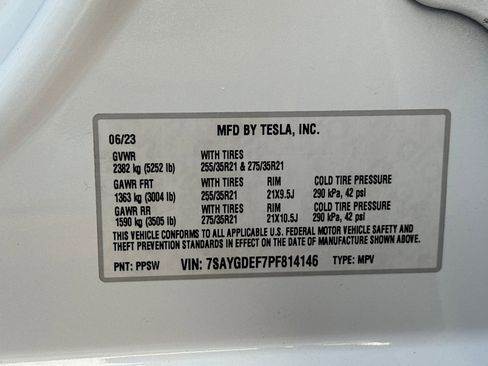 06/23 MFD BY TESLA, INC.
GVWR WITH TIRES
2382 kg (5252 lb) 255/35R21 & 275/35R21
GAWR FRT WITH TIRES RIM COLD TIRE PRESSURE
1363 kg (3004 lb) 255/35R21 21X9.5J 290 kPa, 42 psi
GAWR RR WITH TIRES RIM COLD TIRE PRESSURE
1590 kg (3505 lb) 275/35R21 21X10.5J 290 kPa, 42 psi
THIS VEHICLE CONFORMS TO ALL APPLICABLE U.S. FEDERAL MOTOR VEHICLE SAFETY AND
THEFT PREVENTION STANDARDS IN EFFECT ON THE DATE OF MANUFACTURE SHOWN ABOVE.
PNT: PPSW VIN: 7SAYGDEF7PF814146 TYPE: MPV